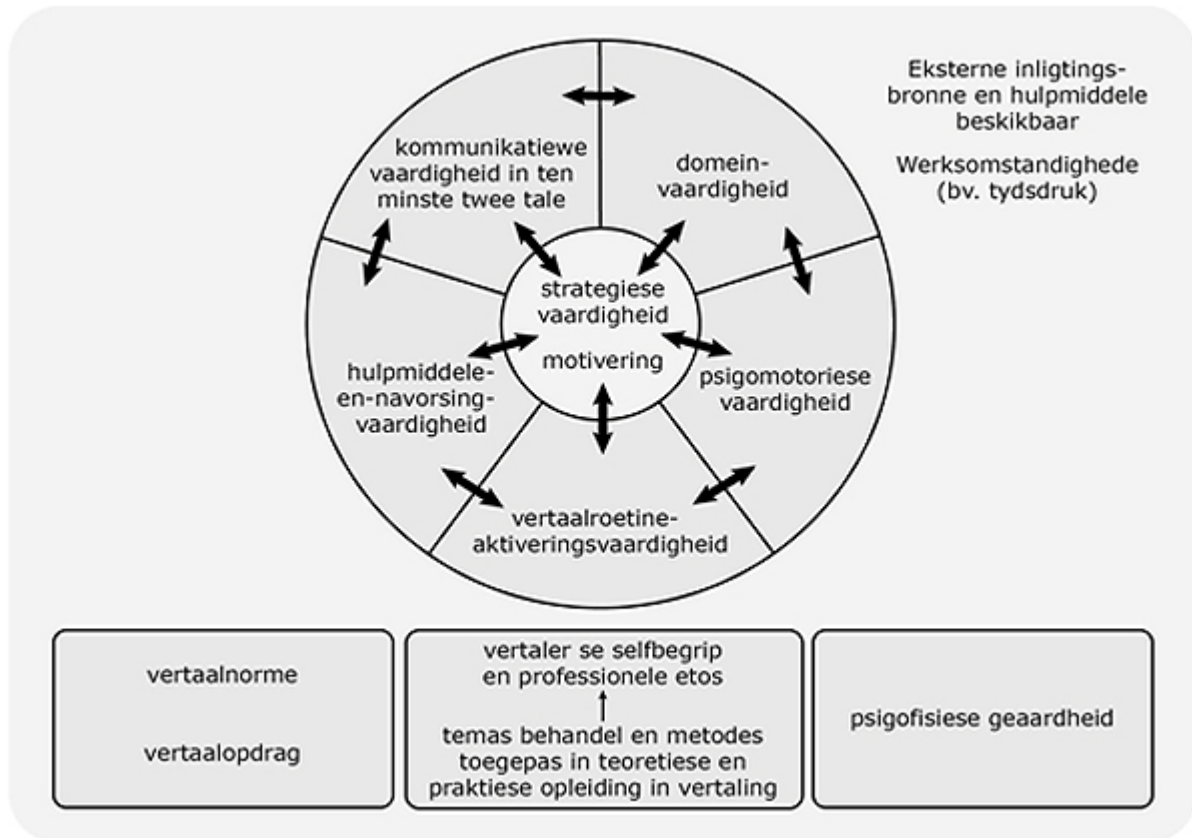 Eksterne inligtings-
bronne en hulpmiddele
beskikbaar
Werksomstandighede
(bv. tydsdruk)
kommunikatiewe
vaardigheid in ten
minste twee tale
domein-
vaardigheid
strategiese
vaardigheid
motivering
hulpmiddele-
en-navorsing-
vaardigheid
psigomotoriese
vaardigheid
vertaalroetine-
aktiveringsvaardigheid
vertaalnorme
vertaalopdrag
vertaler se selfbegrip
en professionele etos
temas behandel en metodes
toegepas in teoretiese en
praktiese opleiding in vertaling
psigofisiese geaardheid